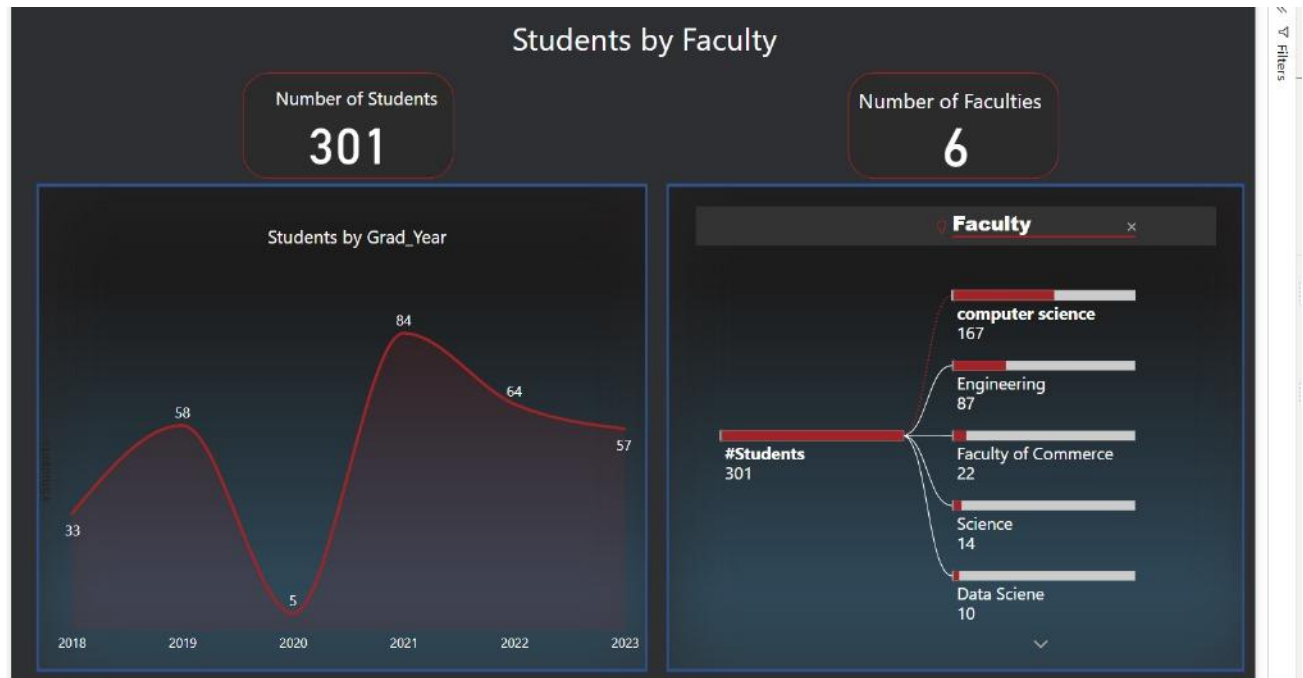 Students by Faculty
Number of Students
301
Number of Faculties
6
Filters
Students by Grad_Year
84
64
58
57
33
5
2018 2019 2020 2021 2022 2023
Faculty
computer science
167
Engineering
87
#Students
301
Faculty of Commerce
22
Science
14
Data Sciene
10